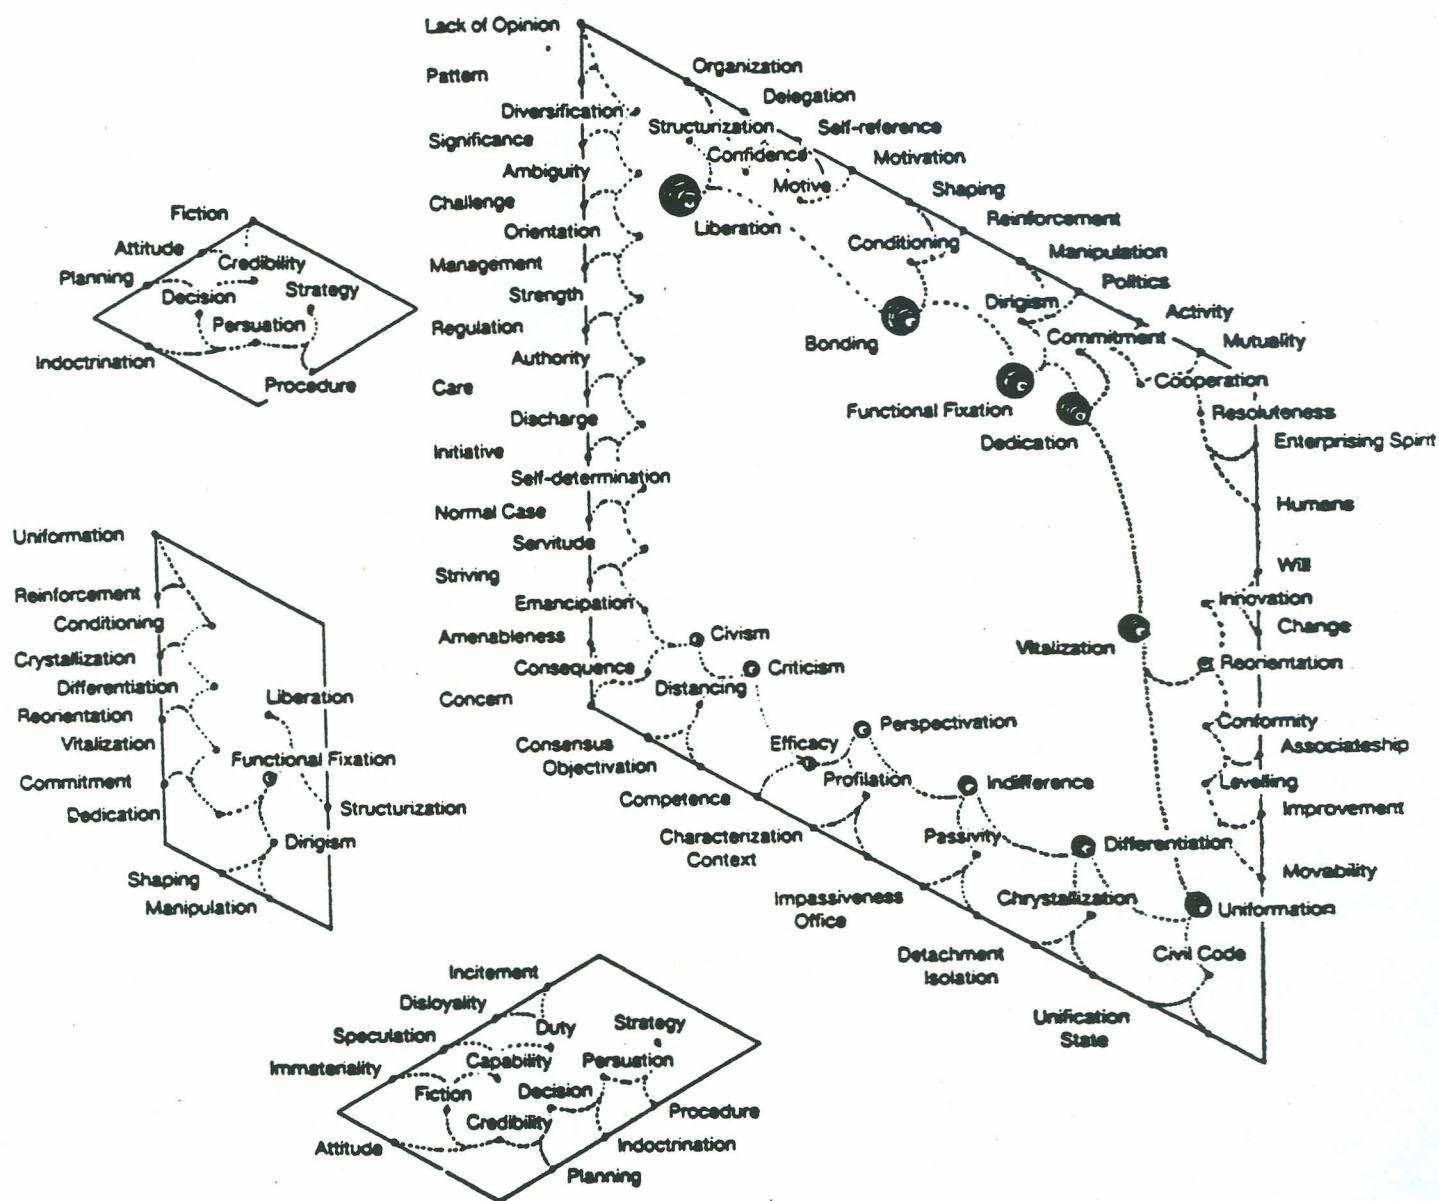 Lack of Opinion
Pattern
Diversification
Significance
Ambiguity
Challenge
Orientation
Management
Strength
Regulation
Authority
Care
Discharge
Initiative
Self-determination
Normal Case
Servitude
Striving
Emancipation
Amenableness
Consequence
Concern
Organization
Delegation
Structurization
Self-reference
Confidence
Motivation
Motive
Shaping
Liberation
Reinforcement
Conditioning
Manipulation
Politics
Dirigism
Activity
Bonding
Commitment
Mutuality
Cooperation
Functional Fixation
Resoluteness
Dedication
Enterprising Spirit
Humans
Will
Innovation
Change
Vitalization
Reorientation
Conformity
Associateship
Levelling
Improvement
Movability
Civism
Criticism
Distancing
Consensus
Objectivation
Perspectivation
Efficacy
Profilation
Indifference
Competence
Characterization
Context
Passivity
Differentiation
Impassiveness
Office
Chrystallization
Uniformation
Detachment
Isolation
Civil Code
Unification
State
Fiction
Attitude
Credibility
Planning
Decision
Strategy
Persuation
Indoctrination
Procedure
Uniformation
Reinforcement
Conditioning
Crystallization
Differentiation
Liberation
Reorientation
Vitalization
Functional Fixation
Commitment
Dedication
Structurization
Dirigism
Shaping
Manipulation
Incitement
Disloyality
Duty
Strategy
Speculation
Capability
Persuation
Immateriality
Fiction
Decision
Credibility
Procedure
Attitude
Indoctrination
Planning